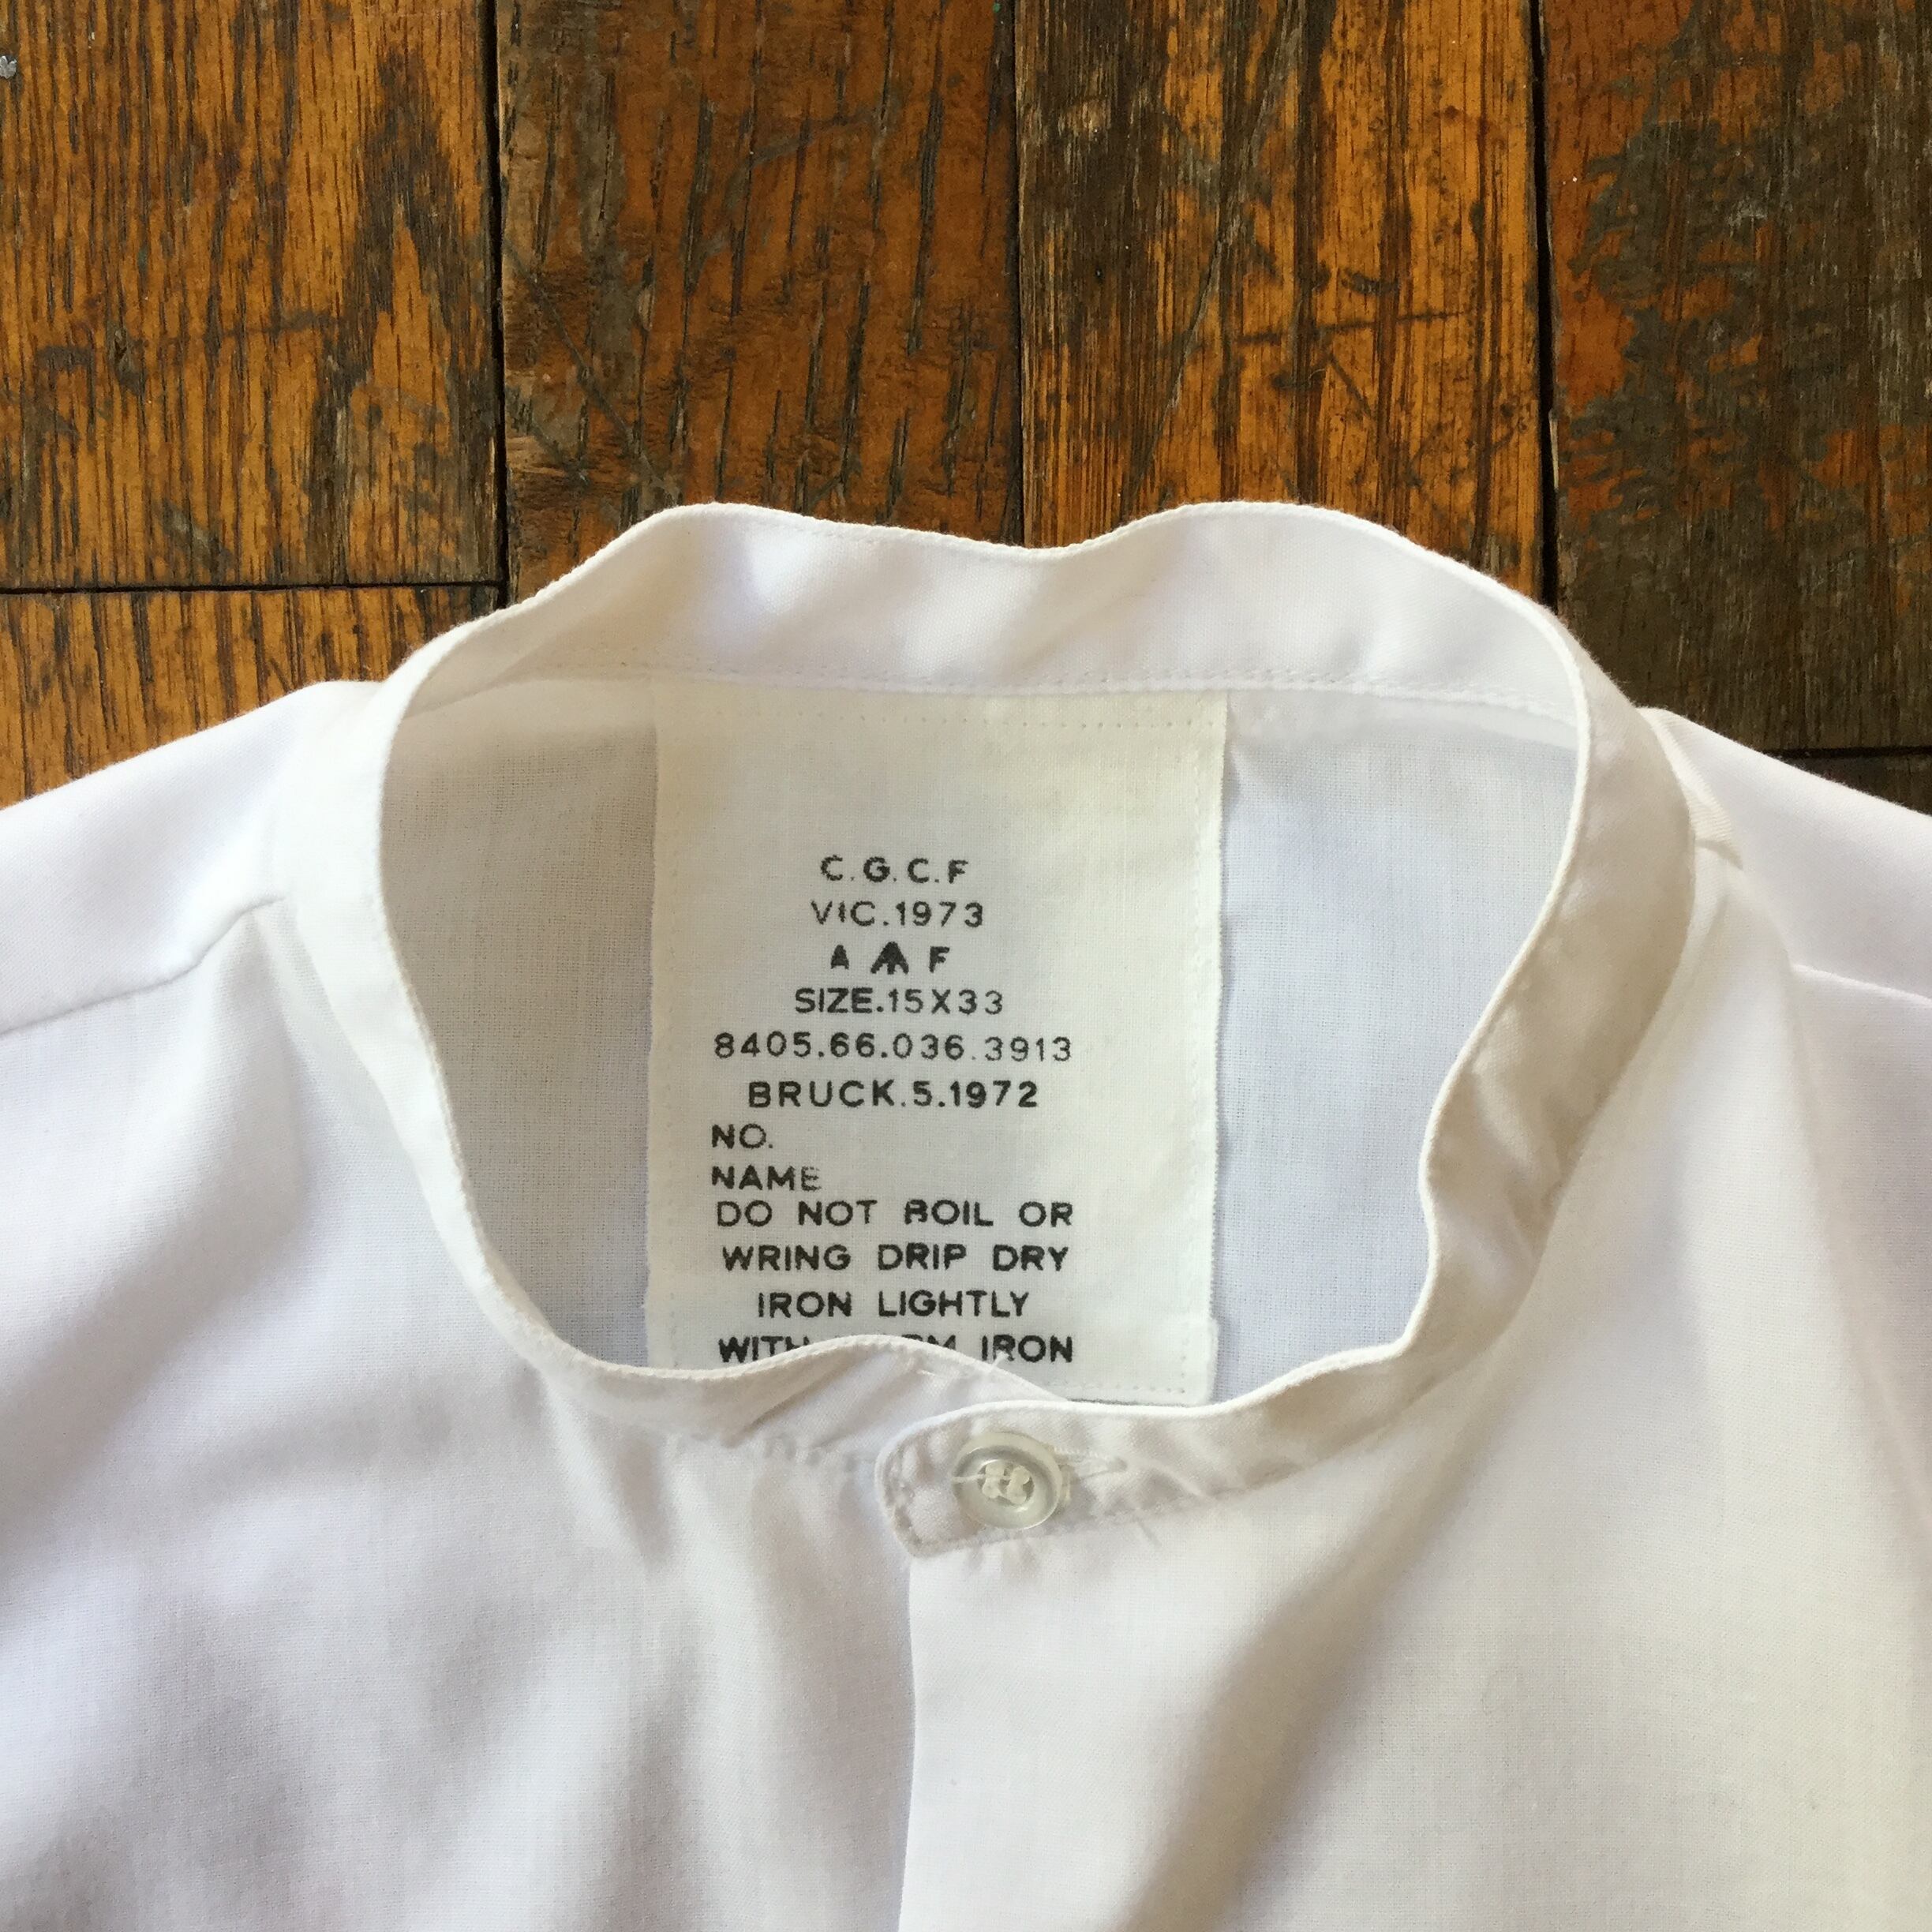 C.G.C.F
VIC.1973
A F
SIZE.15X33
8405.66.036.3913
BRUCK.5.1972
NO.
NAME
DO NOT BOIL OR
WRING DRIP DRY
IRON LIGHTLY
WITH IRON